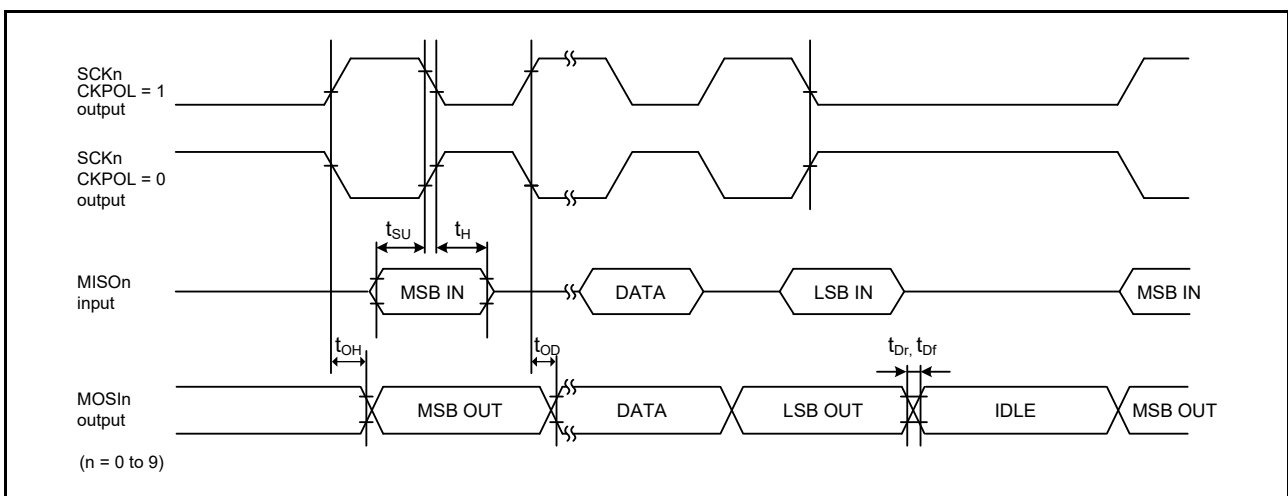 SCKn
CKPOL = 1
output
SCKn
CKPOL = 0
output
tSU
tH
MISOn
input
MSB IN
DATA
LSB IN
MSB IN
tOH
tOD
tDr, tDf
MOSIn
output
MSB OUT
DATA
LSB OUT
IDLE
MSB OUT
(n = 0 to 9)